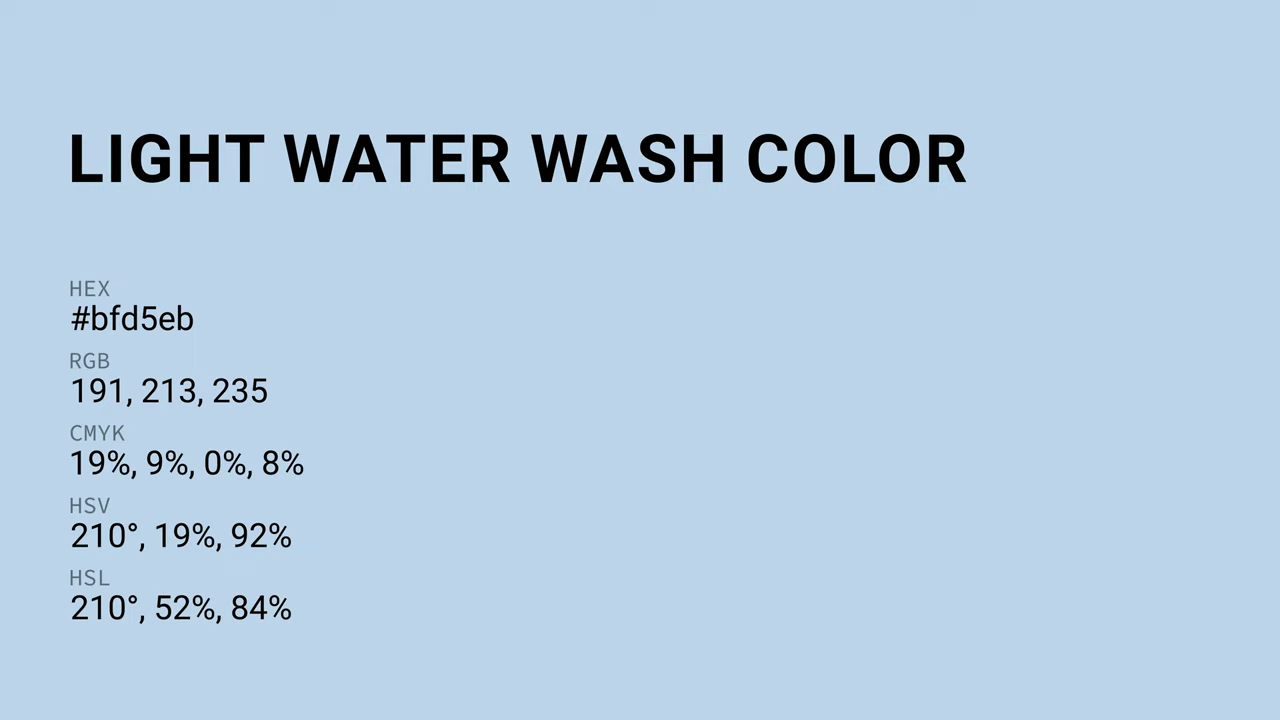 LIGHT WATER WASH COLOR
HEX
#bfd5eb
RGB
191, 213, 235
CMYK
19%, 9%, 0%, 8%
HSV
210°, 19%, 92%
HSL
210°, 52%, 84%